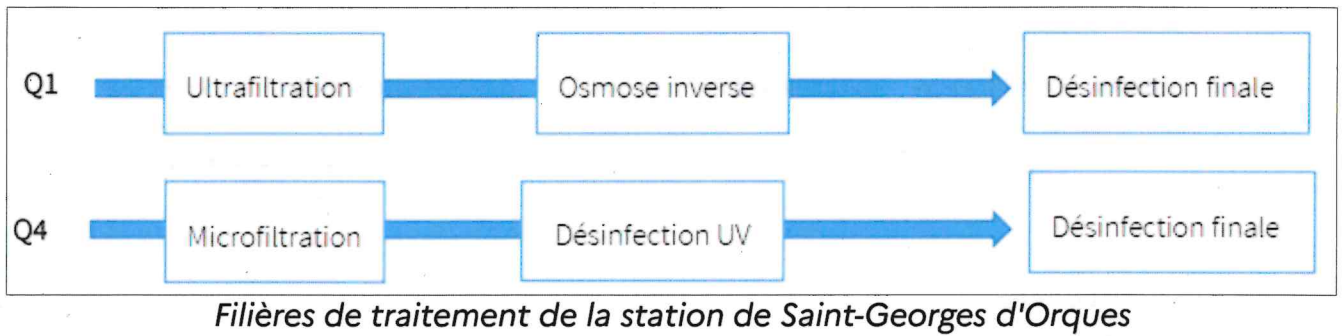 Q1 Ultrafiltration Osmose inverse Désinfection finale
Q4 Microfiltration Désinfection UV Désinfection finale
Filières de traitement de la station de Saint-Georges d'Orques